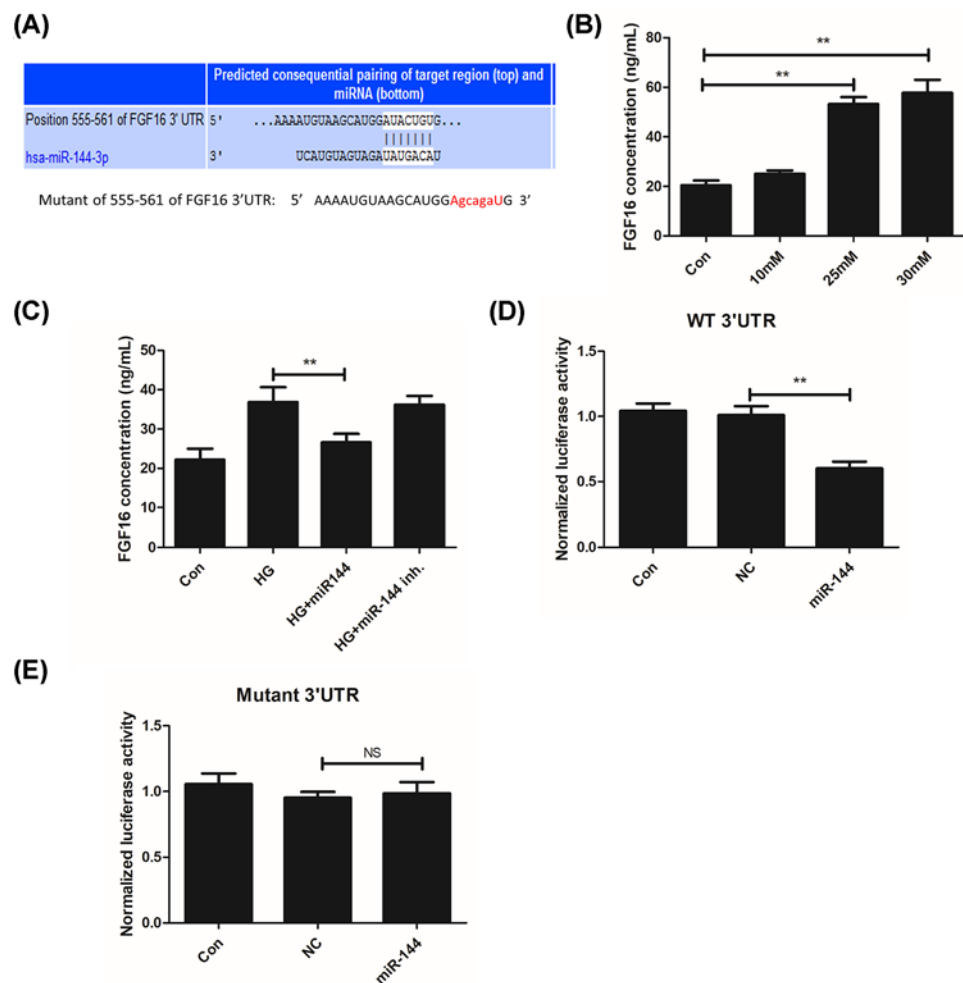 (A)
Predicted consequential pairing of target region (top) and
miRNA (bottom)
Position 555-561 of FGF16 3' UTR 5' ...AAAAUGUAAGCAUGGAUACUGUG...
| | | | | | |
hsa-miR-144-3p 3' UCAUGUAGUAGAUAUGACAU
Mutant of 555-561 of FGF16 3'UTR: 5' AAAAUGUAAGCAUGGAgcagaUG 3'
(B)
FGF16 concentration (ng/mL)
80
60
40
20
0
**
**
Con
10mM
25mM
30mM
(C)
FGF16 concentration (ng/mL)
50
40
30
20
10
0
**
Con
HG
HG+miR144
HG+miR-144 inh.
(D)
WT 3'UTR
Normalized luciferase activity
1.5
1.0
0.5
0.0
**
Con
NC
miR-144
(E)
Mutant 3'UTR
Normalized luciferase activity
1.5
1.0
0.5
0.0
NS
Con
NC
miR-144